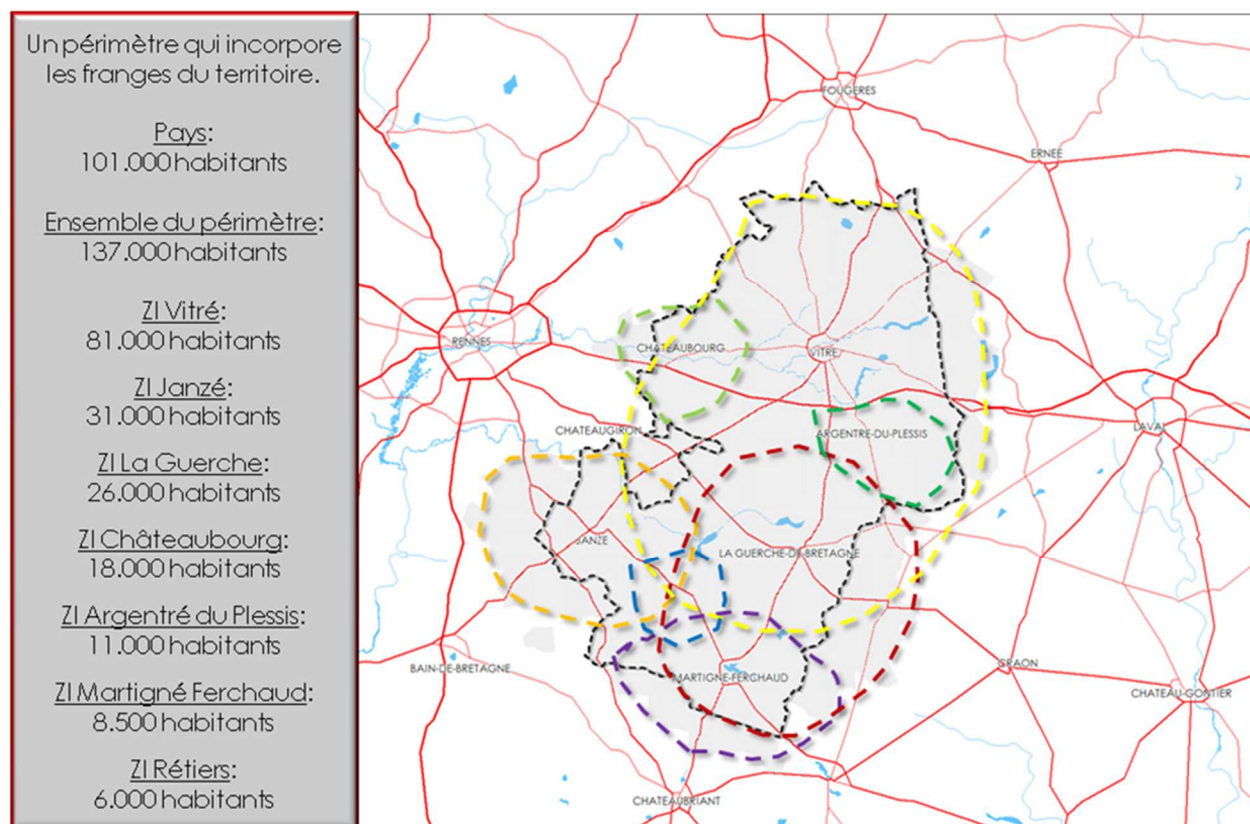 Un périmètre qui incorpore
les franges du territoire.
Pays:
101.000 habitants
Ensemble du périmètre:
137.000 habitants
ZI Vitré:
81.000 habitants
ZI Janzé:
31.000 habitants
ZI La Guerche:
26.000 habitants
ZI Châteaubourg:
18.000 habitants
ZI Argentré du Plessis:
11.000 habitants
ZI Martigné Ferchaud:
8.500 habitants
ZI Rétiers:
6.000 habitants
FOUGERES
ERNEE
RENNES
CHÂTEAUBOURG
VITRE
CHATEAUGIRON
ARGENTRE-DU-PLESSIS
LAVAL
JANZE
LA GUERCHE-DE-BRETAGNE
BAIN-DE-BRETAGNE
MARTIGNE-FERCHAUD
CRAON
CHATEAU-GONTIER
CHATEAUBRIANT